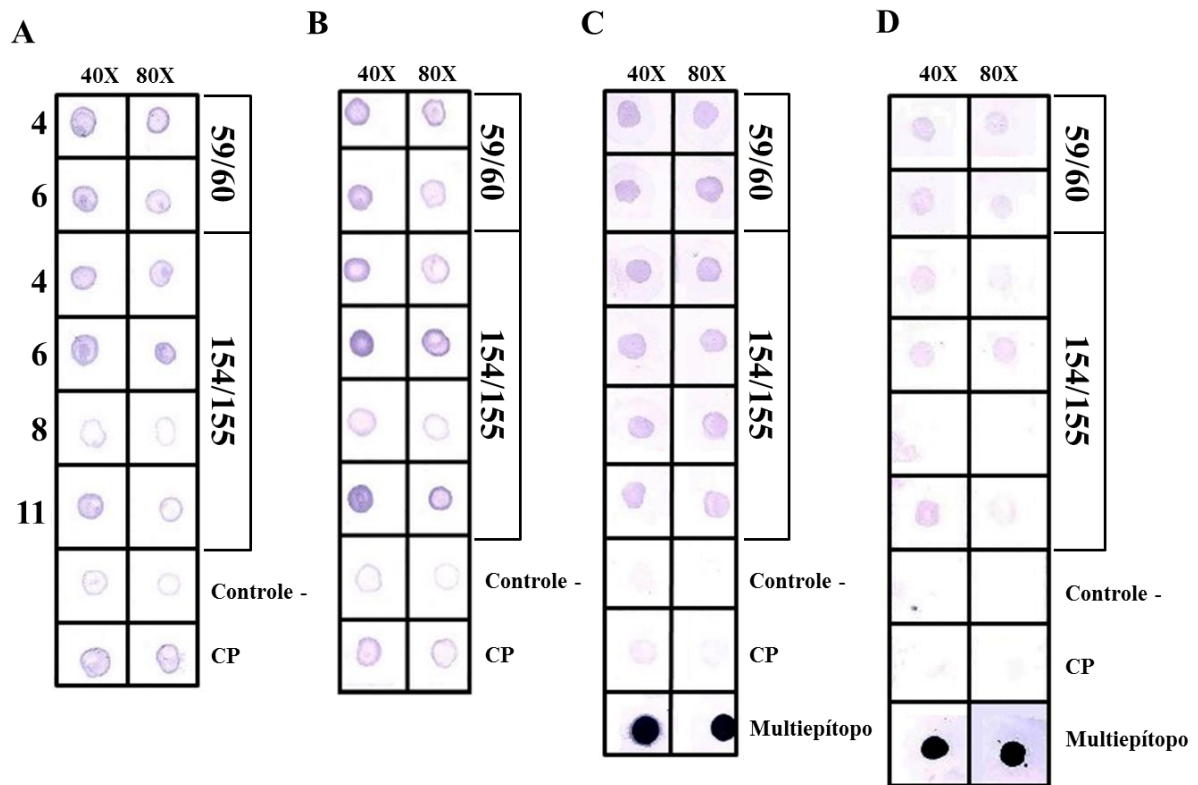 A
B
C
D
40X 80X
40X 80X
40X 80X
40X 80X
4
6
4
6
8
11
59/60
154/155
Controle -
CP
59/60
154/155
Controle -
CP
59/60
154/155
Controle -
CP
Multiepítopo
59/60
154/155
Controle -
CP
Multiepítopo